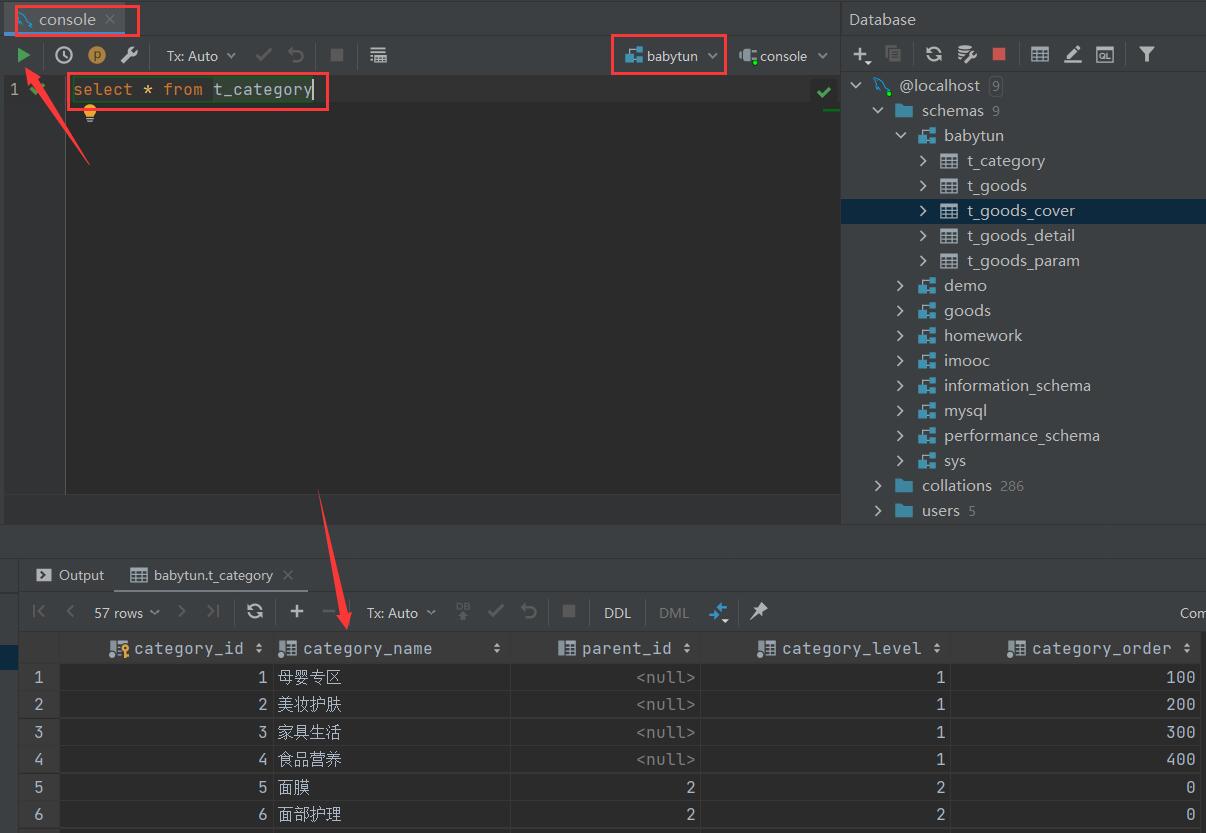 console
Database
Tx: Auto
babytun
console
1 select * from t_category
@localhost 9
schemas 9
babytun
t_category
t_goods
t_goods_cover
t_goods_detail
t_goods_param
demo
goods
homework
imooc
information_schema
mysql
performance_schema
sys
collations 286
users 5
Output
babytun.t_category
57 rows
Tx: Auto
DB
DDL
DML
Com
category_id category_name parent_id category_level category_order
1 1 母婴专区 <null> 1 100
2 2 美妆护肤 <null> 1 200
3 3 家具生活 <null> 1 300
4 4 食品营养 <null> 1 400
5 5 面膜 2 2 0
6 6 面部护理 2 2 0